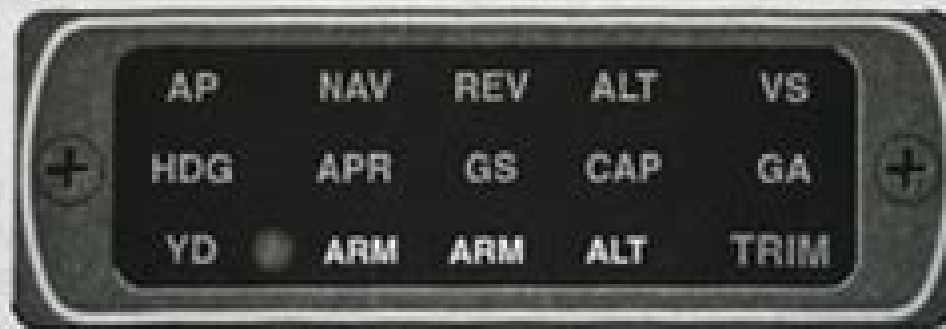 AP NAV REV ALT VS
HDG APR GS CAP GA
YD ARM ARM ALT TRIM